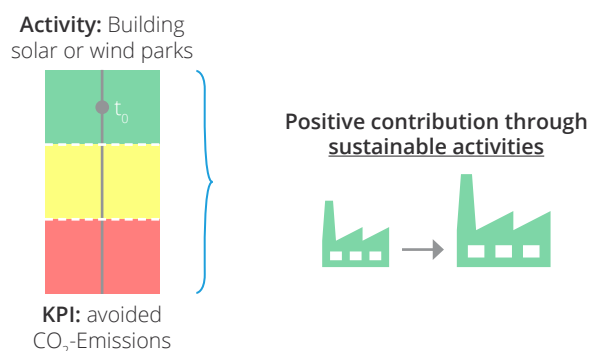 Activity: Building
solar or wind parks
t₀
Positive contribution through
sustainable activities
KPI: avoided
CO₂-Emissions